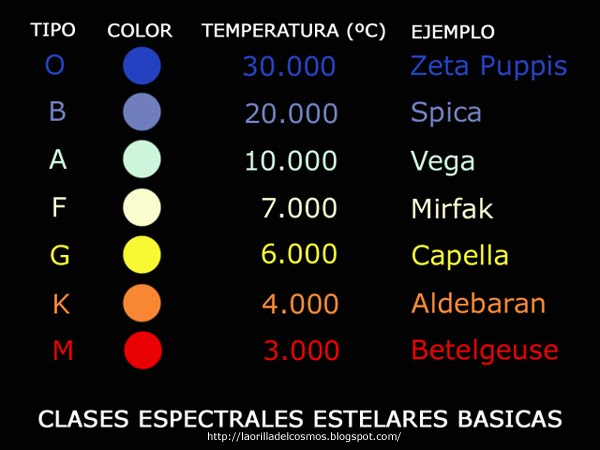 TIPO COLOR TEMPERATURA (ºC) EJEMPLO
O 30.000 Zeta Puppis
B 20.000 Spica
A 10.000 Vega
F 7.000 Mirfak
G 6.000 Capella
K 4.000 Aldebaran
M 3.000 Betelgeuse
CLASES ESPECTRALES ESTELARES BASICAS
http://laorilladelcosmos.blogspot.com/